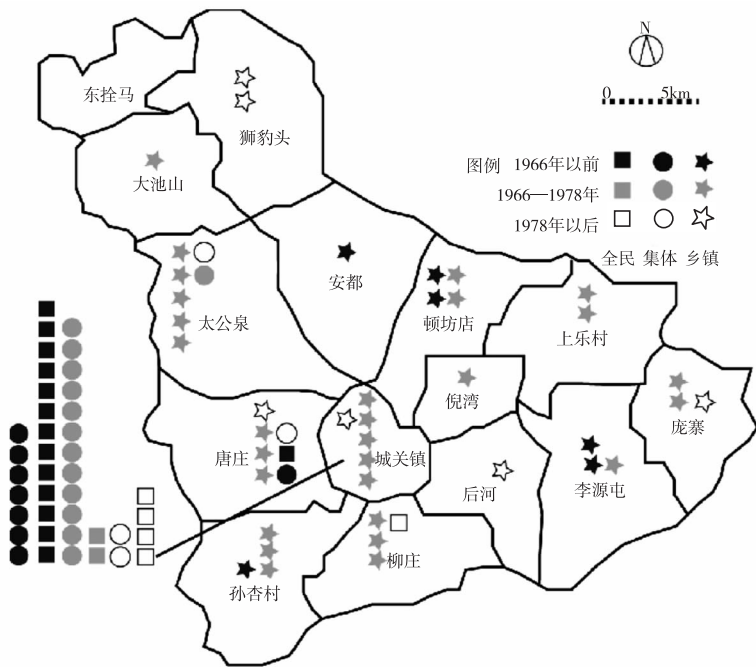 N
0 5km
图例 1966年以前
1966—1978年
1978年以后
全民 集体 乡镇
东拴马
狮豹头
大池山
安都
太公泉
顿坊店
上乐村
倪湾
庞寨
唐庄
城关镇
后河
李源屯
柳庄
孙杏村